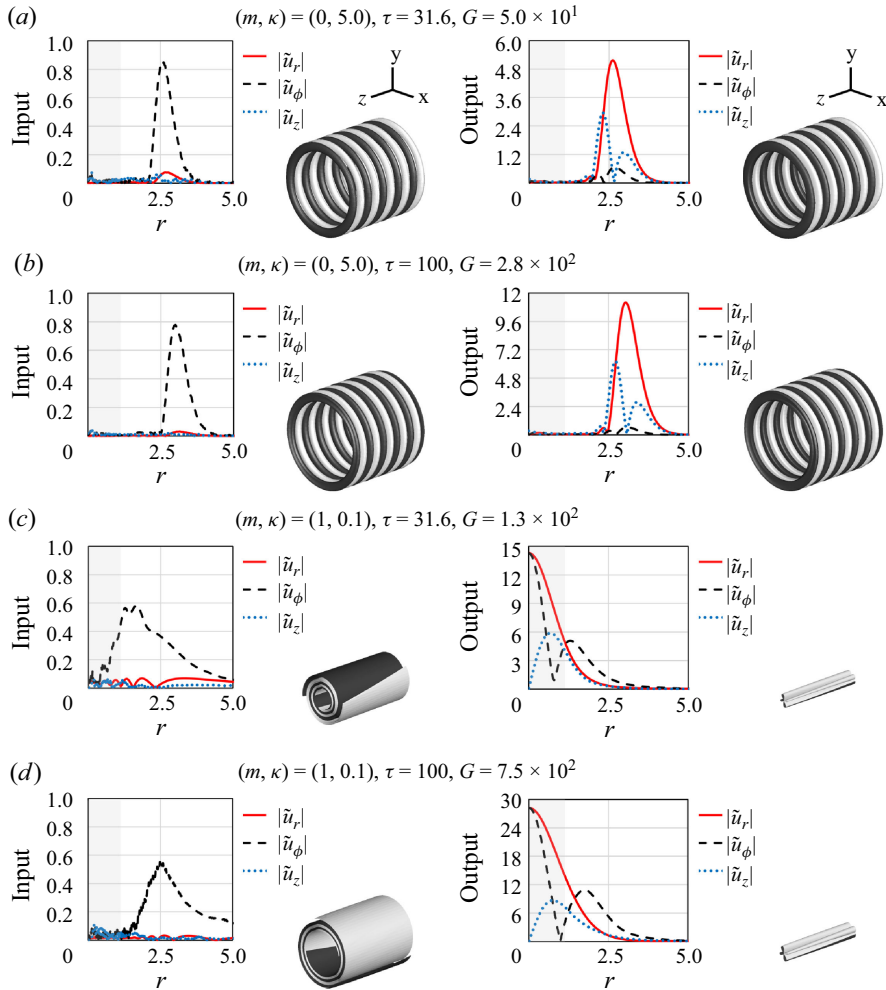 (a) (m, κ) = (0, 5.0), τ = 31.6, G = 5.0 × 10¹
Input
1.0
0.8
0.6
0.4
0.2
0
2.5
5.0
r
|ũ_r|
|ũ_ϕ|
|ũ_z|
y
z
x
Output
6.0
4.8
3.6
2.4
1.2
0
2.5
5.0
r
|ũ_r|
|ũ_ϕ|
|ũ_z|
y
z
x
(b) (m, κ) = (0, 5.0), τ = 100, G = 2.8 × 10²
Input
1.0
0.8
0.6
0.4
0.2
0
2.5
5.0
r
|ũ_r|
|ũ_ϕ|
|ũ_z|
Output
12
9.6
7.2
4.8
2.4
0
2.5
5.0
r
|ũ_r|
|ũ_ϕ|
|ũ_z|
(c) (m, κ) = (1, 0.1), τ = 31.6, G = 1.3 × 10²
Input
1.0
0.8
0.6
0.4
0.2
0
2.5
5.0
r
|ũ_r|
|ũ_ϕ|
|ũ_z|
Output
15
12
9
6
3
0
2.5
5.0
r
|ũ_r|
|ũ_ϕ|
|ũ_z|
(d) (m, κ) = (1, 0.1), τ = 100, G = 7.5 × 10²
Input
1.0
0.8
0.6
0.4
0.2
0
2.5
5.0
r
|ũ_r|
|ũ_ϕ|
|ũ_z|
Output
30
24
18
12
6
0
2.5
5.0
r
|ũ_r|
|ũ_ϕ|
|ũ_z|